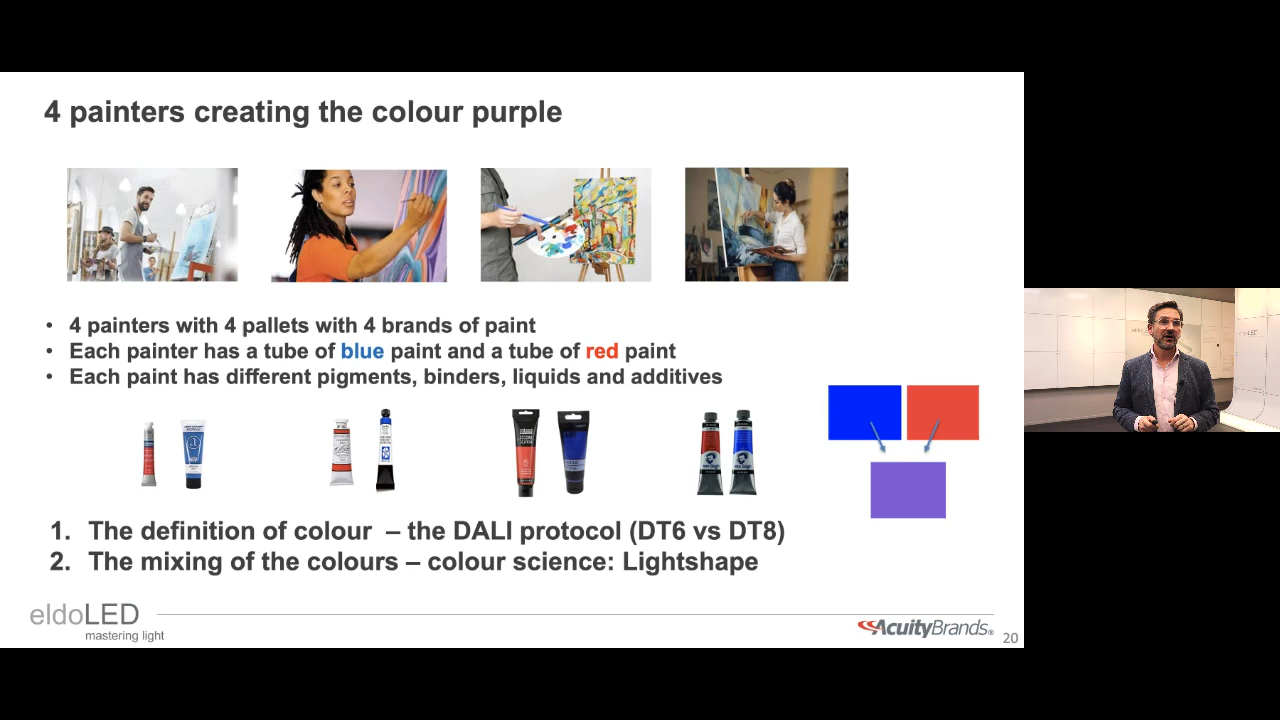 4 painters creating the colour purple
• 4 painters with 4 pallets with 4 brands of paint
• Each painter has a tube of blue paint and a tube of red paint
• Each paint has different pigments, binders, liquids and additives
1. The definition of colour – the DALI protocol (DT6 vs DT8)
2. The mixing of the colours – colour science: Lightshape
eldoLED
mastering light
AcuityBrands®
20